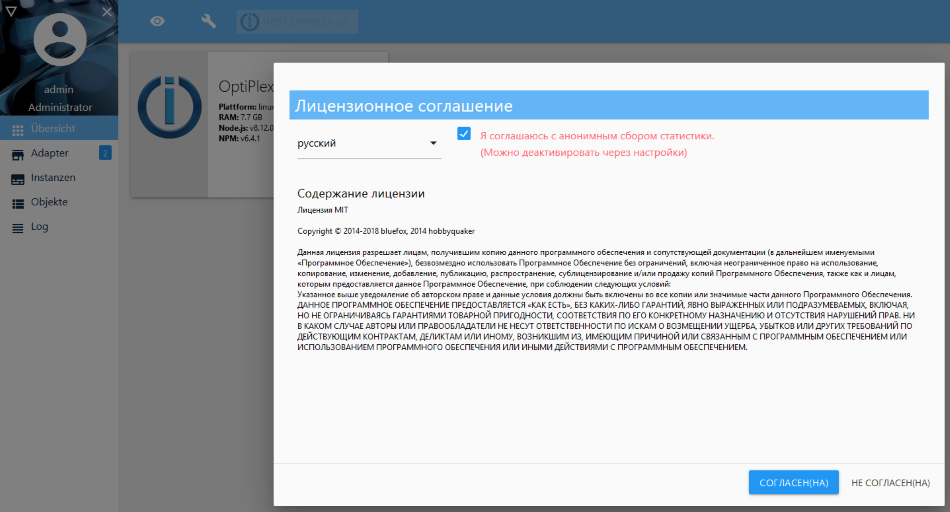 admin
Administrator
Übersicht
Adapter
2
Instanzen
Objekte
Log
OptiPlex
Plattform: linux
RAM: 7.7 GB
Node.js: v8.12.0
NPM: v6.4.1
Лицензионное соглашение
русский
Я соглашаюсь с анонимным сбором статистики.
(Можно деактивировать через настройки)
Содержание лицензии
Лицензия MIT
Copyright © 2014-2018 bluefox, 2014 hobbyquaker
Данная лицензия разрешает лицам, получившим копию данного программного обеспечения и сопутствующей документации (в дальнейшем именуемыми
«Программное Обеспечение»), безвозмездно использовать Программное Обеспечение без ограничений, включая неограниченное право на использование,
копирование, изменение, добавление, публикацию, распространение, сублицензирование и/или продажу копий Программного Обеспечения, также как и лицам,
которым предоставляется данное Программное Обеспечение, при соблюдении следующих условий:
Указанное выше уведомление об авторском праве и данные условия должны быть включены во все копии или значимые части данного Программного Обеспечения.
ДАННОЕ ПРОГРАММНОЕ ОБЕСПЕЧЕНИЕ ПРЕДОСТАВЛЯЕТСЯ «КАК ЕСТЬ», БЕЗ КАКИХ-ЛИБО ГАРАНТИЙ, ЯВНО ВЫРАЖЕННЫХ ИЛИ ПОДРАЗУМЕВАЕМЫХ, ВКЛЮЧАЯ,
НО НЕ ОГРАНИЧИВАЯСЬ ГАРАНТИЯМИ ТОВАРНОЙ ПРИГОДНОСТИ, СООТВЕТСТВИЯ ПО ЕГО КОНКРЕТНОМУ НАЗНАЧЕНИЮ И ОТСУТСТВИЯ НАРУШЕНИЙ ПРАВ. НИ
В КАКОМ СЛУЧАЕ АВТОРЫ ИЛИ ПРАВООБЛАДАТЕЛИ НЕ НЕСУТ ОТВЕТСТВЕННОСТИ ПО ИСКАМ О ВОЗМЕЩЕНИИ УЩЕРБА, УБЫТКОВ ИЛИ ДРУГИХ ТРЕБОВАНИЙ ПО
ДЕЙСТВУЮЩИМ КОНТРАКТАМ, ДЕЛИКТАМ ИЛИ ИНОМУ, ВОЗНИКШИМ ИЗ, ИМЕЮЩИМ ПРИЧИНОЙ ИЛИ СВЯЗАННЫМ С ПРОГРАММНЫМ ОБЕСПЕЧЕНИЕМ ИЛИ
ИСПОЛЬЗОВАНИЕМ ПРОГРАММНОГО ОБЕСПЕЧЕНИЯ ИЛИ ИНЫМИ ДЕЙСТВИЯМИ С ПРОГРАММНЫМ ОБЕСПЕЧЕНИЕМ.
СОГЛАСЕН(НА)
НЕ СОГЛАСЕН(НА)